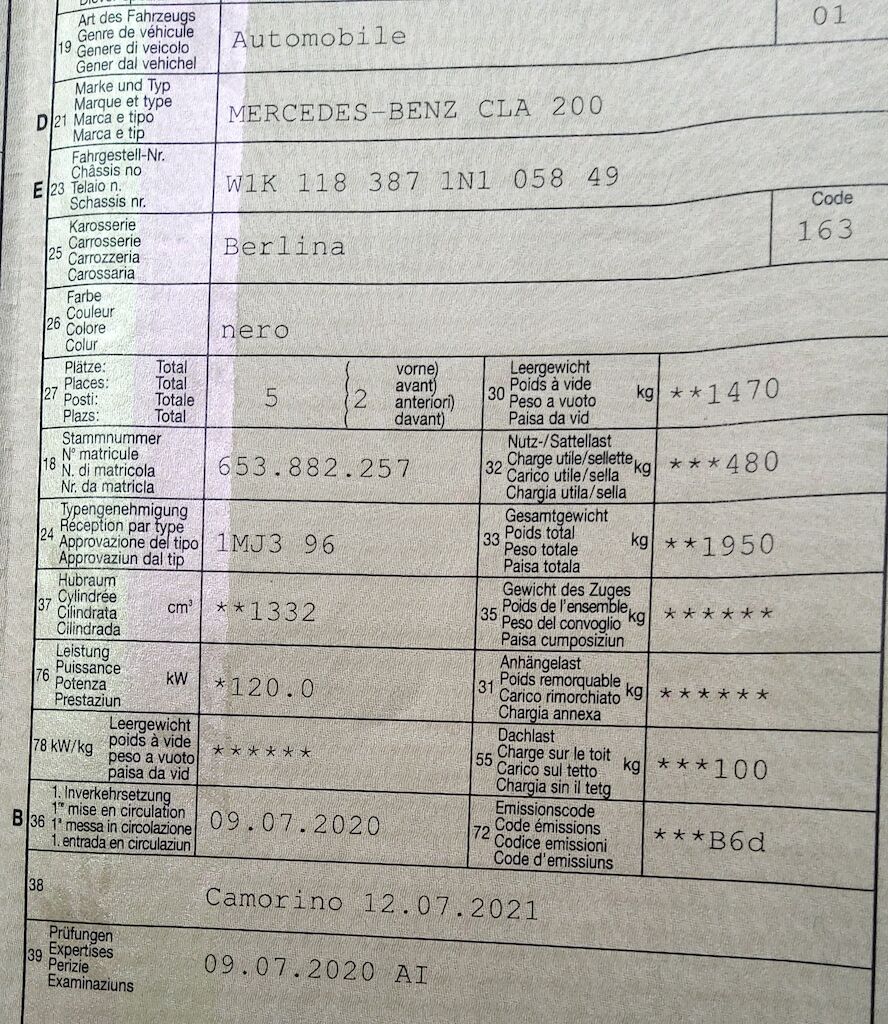 Art des Fahrzeugs
Genre de véhicule
19 Genere di veicolo
Gener dal vehichel
Automobile
01
Marke und Typ
Marque et type
D 21 Marca e tipo
Marca e tip
MERCEDES-BENZ CLA 200
Fahrgestell-Nr.
Châssis no
E 23 Telaio n.
Schassis nr.
W1K 118 387 1N1 058 49
Karosserie
Carrosserie
25 Carrozzeria
Carossaria
Berlina
Code
163
Farbe
Couleur
26 Colore
Colur
nero
Plätze: Total
Places: Total
27 Posti: Totale
Plazs: Total
5
( 2
vorne)
avant)
anteriori)
davant)
Leergewicht
30 Poids à vide
Peso a vuoto
Paisa da vid
kg
**1470
Stammnummer
N° matricule
18 N. di matricola
Nr. da matricla
653.882.257
Nutz-/Sattellast
32 Charge utile/sellette
Carico utile/sella
Chargia utila/sella
kg
***480
Typengenehmigung
Réception par type
24 Approvazione del tipo
Approvaziun dal tip
1MJ3 96
Gesamtgewicht
33 Poids total
Peso totale
Paisa totala
kg
**1950
Hubraum
37 Cylindrée
Cilindrata
Cilindrada
cm³
**1332
Gewicht des Zuges
35 Poids de l'ensemble
Peso del convoglio
Paisa cumposiziun
kg
******
Leistung
76 Puissance
Potenza
Prestaziun
kW
*120.0
Anhängelast
31 Poids remorquable
Carico rimorchiato
Chargia annexa
kg
******
Leergewicht
78 kW/kg poids à vide
peso a vuoto
paisa da vid
******
Dachlast
55 Charge sur le toit
Carico sul tetto
Chargia sin il tetg
kg
***100
1. Inverkehrsetzung
B 36 1re mise en circulation
1a messa in circolazione
1. entrada en circulaziun
09.07.2020
Emissionscode
72 Code émissions
Codice emissioni
Code d'emissiuns
***B6d
38
Camorino 12.07.2021
Prüfungen
39 Expertises
Perizie
Examinaziuns
09.07.2020 AI